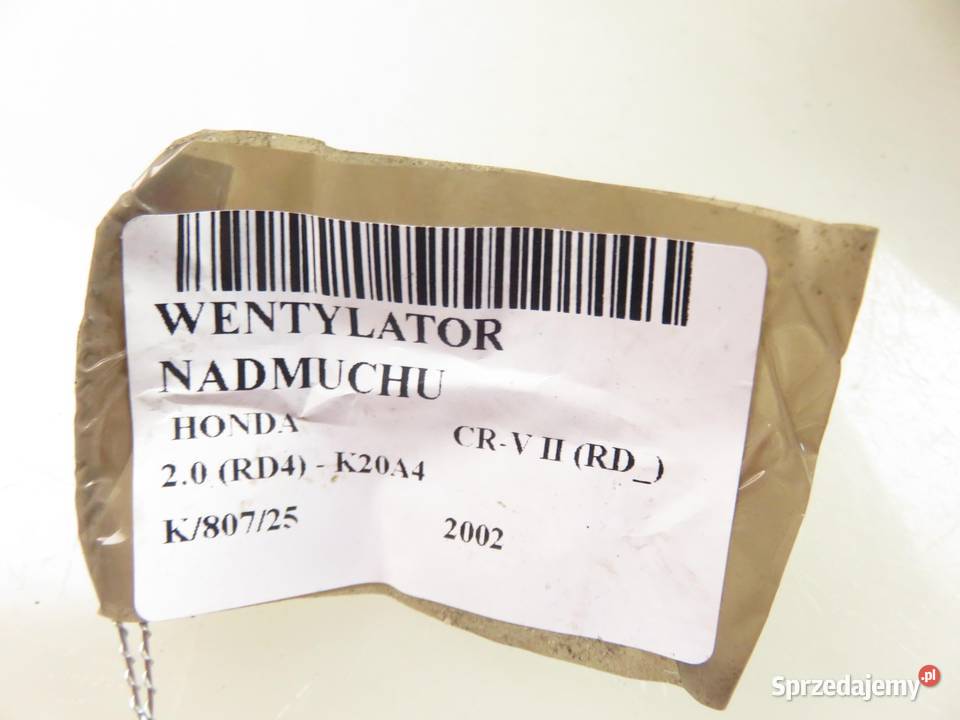 WENTYLATOR
NADMUCHU
HONDA CR-V II (RD_)
2.0 (RD4) - K20A4
K/807/25 2002
Sprzedajemy.pl